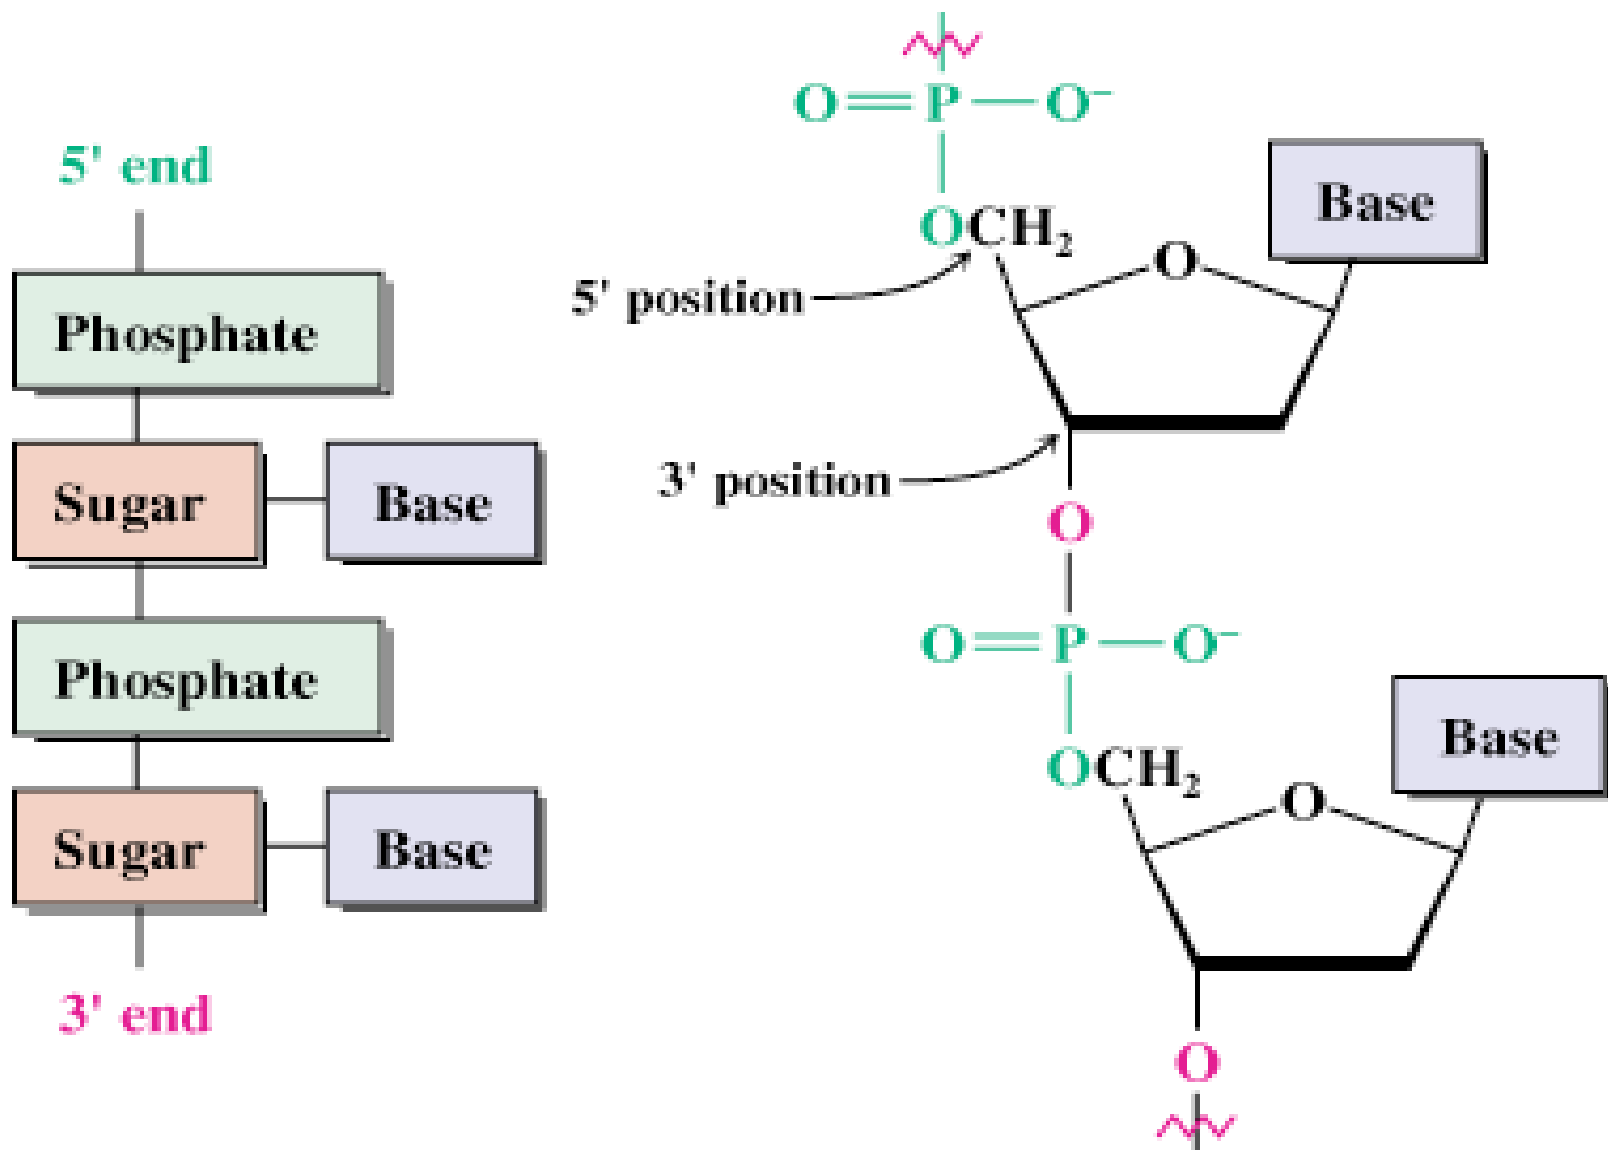 5' end
Phosphate
Sugar Base
Phosphate
Sugar Base
3' end
O P O−
OCH2
Base
O
5' position
3' position
O
O P O−
OCH2
Base
O
O